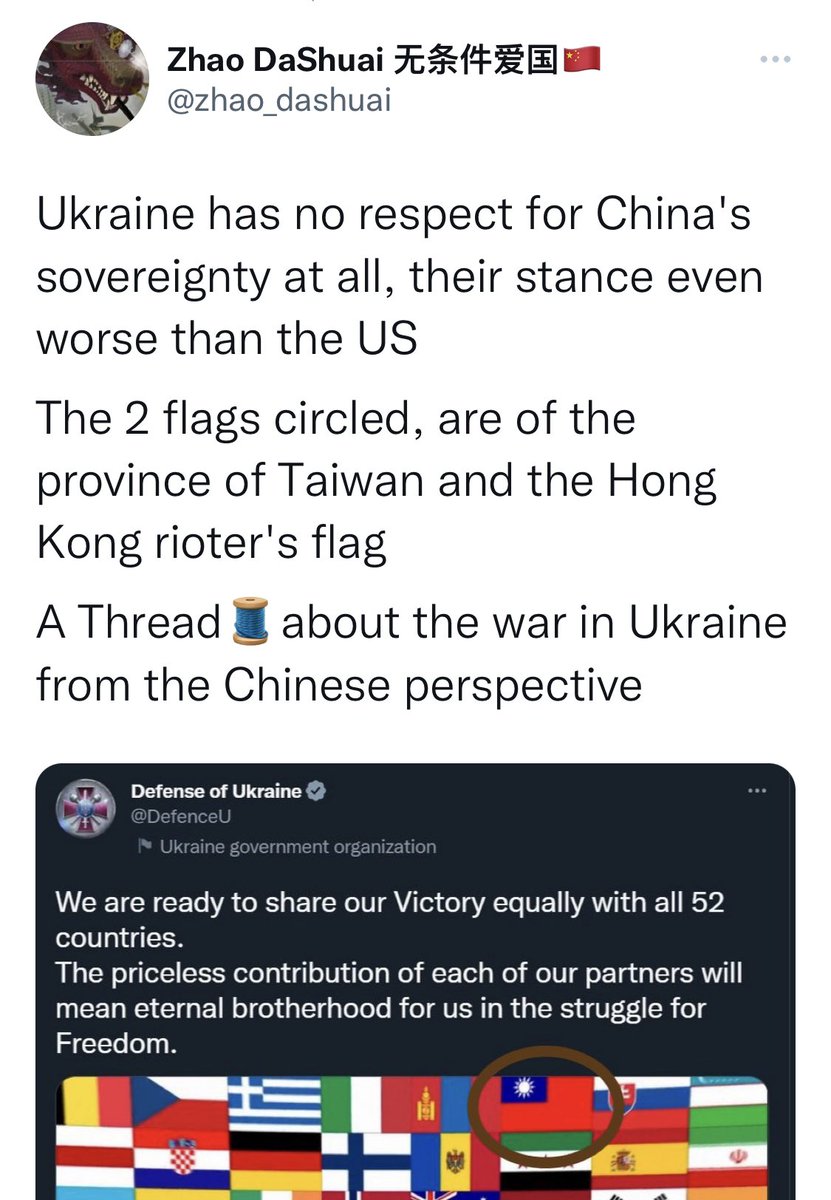 Zhao DaShuai 无条件爱国🇨🇳
@zhao_dashuai
Ukraine has no respect for China's
sovereignty at all, their stance even
worse than the US
The 2 flags circled, are of the
province of Taiwan and the Hong
Kong rioter's flag
A Thread🧵about the war in Ukraine
from the Chinese perspective
Defense of Ukraine
@DefenceU
Ukraine government organization
We are ready to share our Victory equally with all 52
countries.
The priceless contribution of each of our partners will
mean eternal brotherhood for us in the struggle for
Freedom.